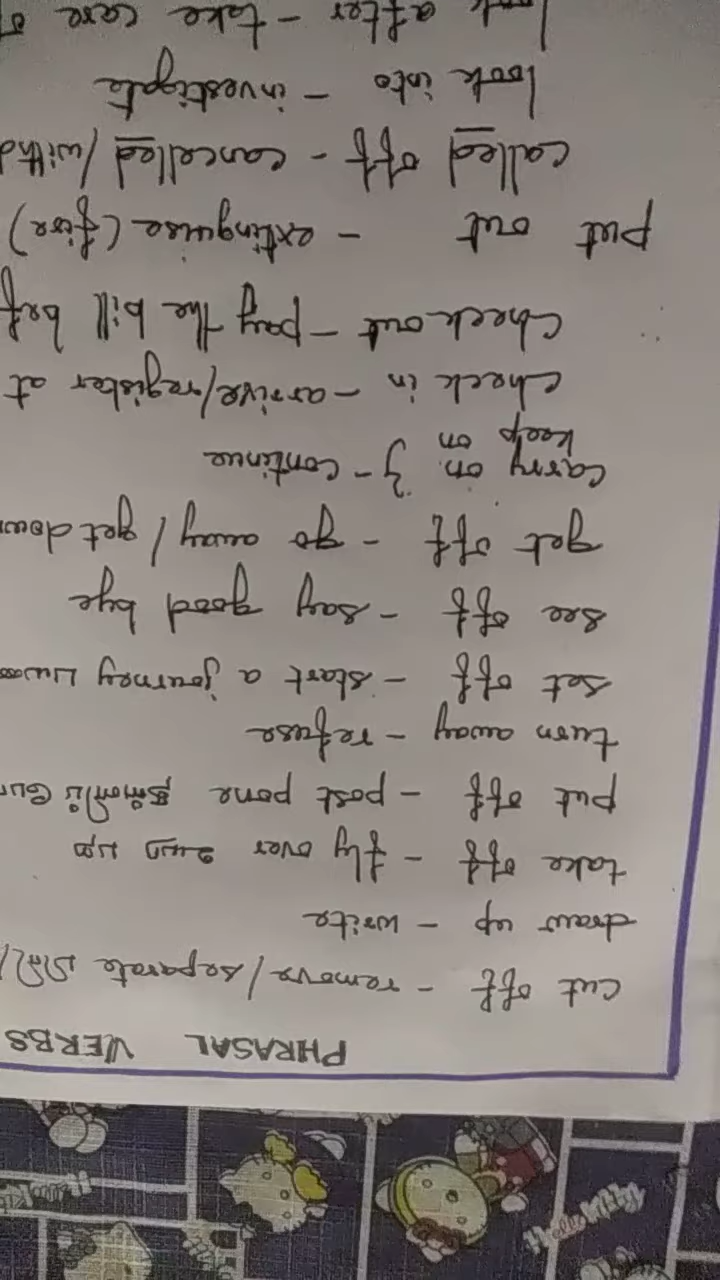 PHRASAL VERBS
cut off - remove/separate
draw up - write
take off - fly over
put off - post pone
turn away - refuse
set off - start a journey
see off - say good bye
get off - go away / get down
carry on } - continue
keep on
check in - arrive/register at
check out - pay the bill bef
put out - extinguise (fire)
called off - cancelled/withd
look into - investigate
look after - take care
Hello Kitty